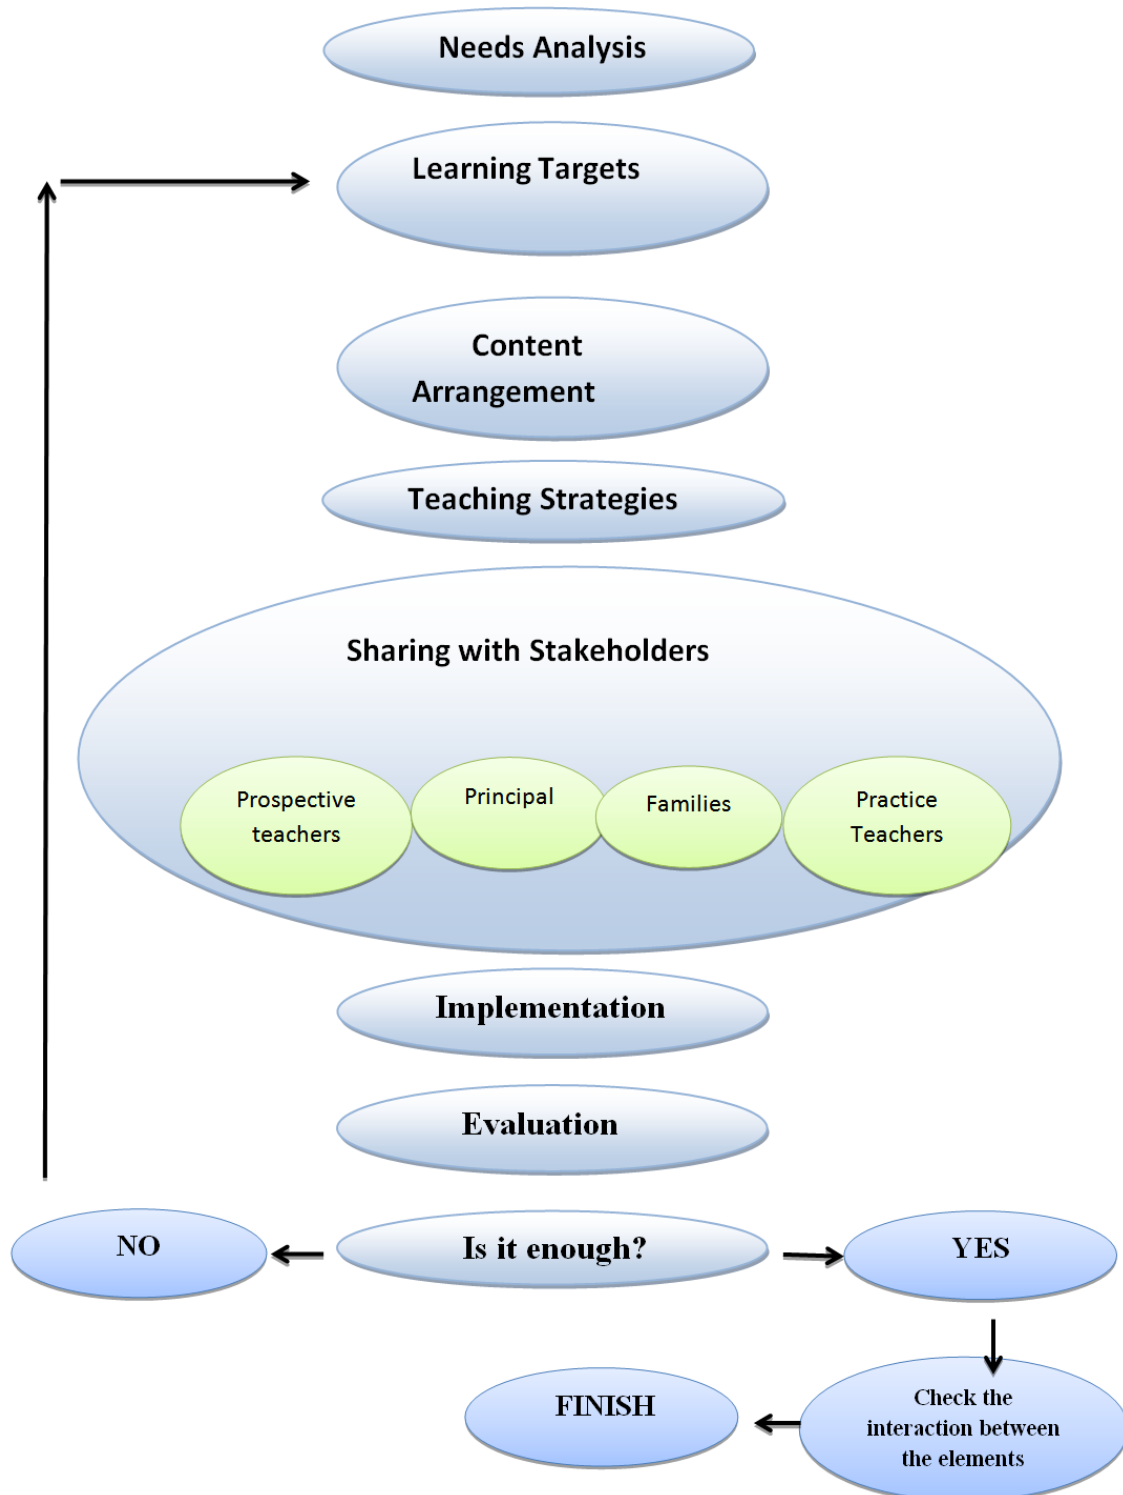 Needs Analysis
Learning Targets
Content
Arrangement
Teaching Strategies
Sharing with Stakeholders
Prospective
teachers
Principal
Families
Practice
Teachers
Implementation
Evaluation
NO
Is it enough?
YES
FINISH
Check the
interaction between
the elements